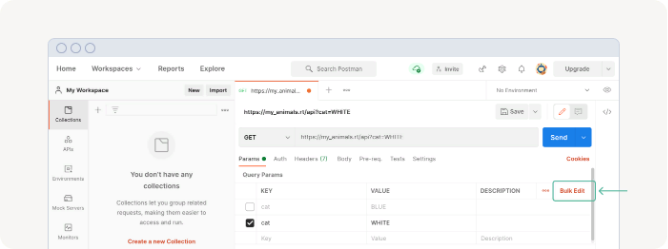 Home Workspaces Reports Explore Search Postman Invite Upgrade
My Workspace New Import GET https://my_anima... No Environment
Collections
https://my_animals.rl/api?cat=WHITE Save
GET https://my_animals.rl/api?cat=WHITE Send
APIs
Params Auth Headers (7) Body Pre-req. Tests Settings Cookies
Environments
You don't have any
collections
Query Params
KEY VALUE DESCRIPTION Bulk Edit
Mock Servers
Collections let you group related
requests, making them easier to
access and run.
cat BLUE
cat WHITE
Monitors
Create a new Collection
Key Value Description